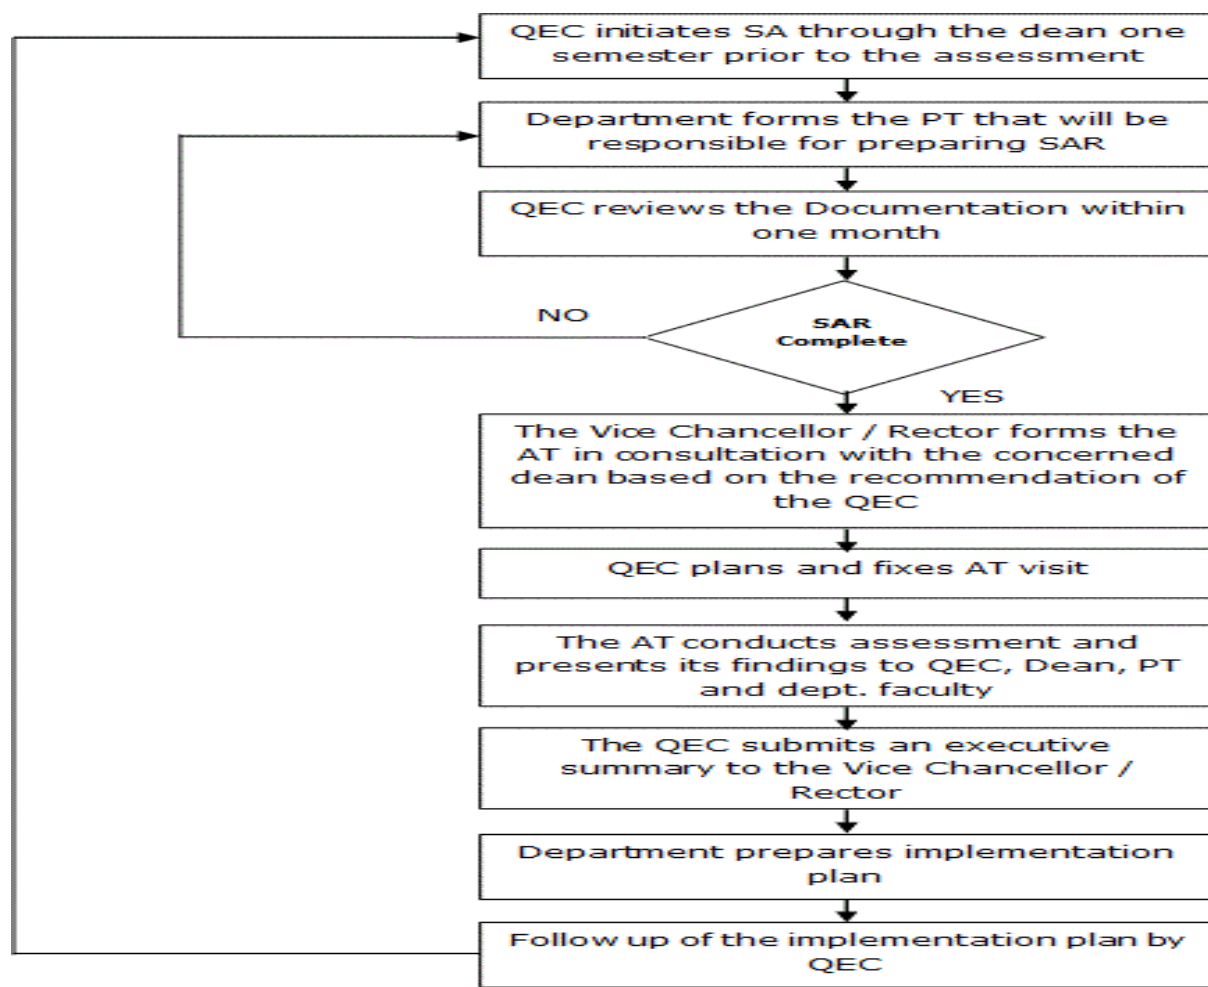 QEC initiates SA through the dean one
semester prior to the assessment
Department forms the PT that will be
responsible for preparing SAR
QEC reviews the Documentation within
one month
NO
SAR
Complete
YES
The Vice Chancellor / Rector forms the
AT in consultation with the concerned
dean based on the recommendation of
the QEC
QEC plans and fixes AT visit
The AT conducts assessment and
presents its findings to QEC, Dean, PT
and dept. faculty
The QEC submits an executive
summary to the Vice Chancellor /
Rector
Department prepares implementation
plan
Follow up of the implementation plan by
QEC